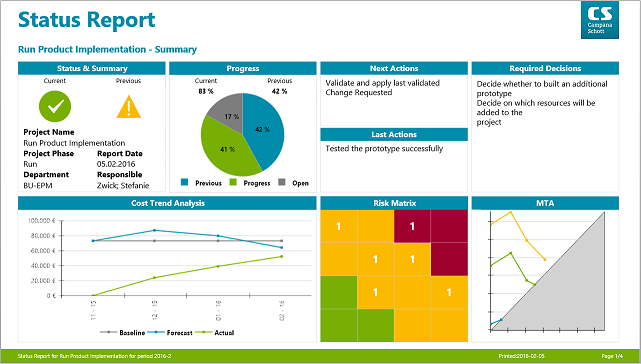 Status Report
CS
Campana
Schott
Run Product Implementation - Summary
Status & Summary
Current
Previous
Project Name
Run Product Implementation
Project Phase
Report Date
Run
05.02.2016
Department
Responsible
BU-EPM
Zwick; Stefanie
Progress
Current
Previous
83 %
42 %
17 %
42 %
41 %
Previous
Progress
Open
Next Actions
Validate and apply last validated
Change Requested
Last Actions
Tested the prototype successfully
Required Decisions
Decide whether to built an additional
prototype
Decide on which resources will be
added to the
project
Cost Trend Analysis
100.000 €
80.000 €
60.000 €
40.000 €
20.000 €
0 €
11 - 15
12 - 15
01 - 16
02 - 16
Baseline
Forecast
Actual
Risk Matrix
1
1
1
1
1
1
MTA
Status Report for Run Product Implementation for period 2016-2
Printed:2016-02-05
Page 1/4